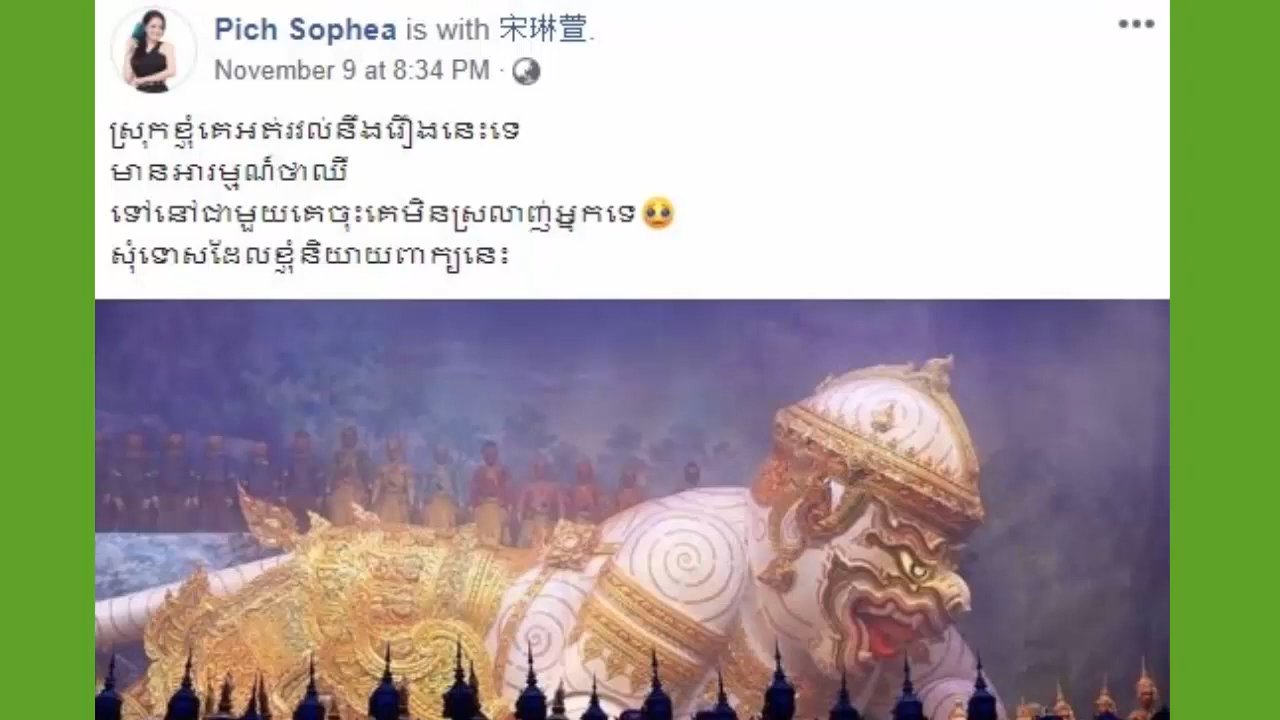 Pich Sophea is with 宋琳萱.
November 9 at 8:34 PM ·
ស្រុកខ្ញុំគេអត់រវល់នឹងរឿងនេះទេ
មានអារម្មណ៍ថាឈឺ
ទៅនៅជាមួយគេចុះគេមិនស្រលាញ់អ្នកទេ🥺
សុំទោសដែលខ្ញុំនិយាយពាក្យនេះ